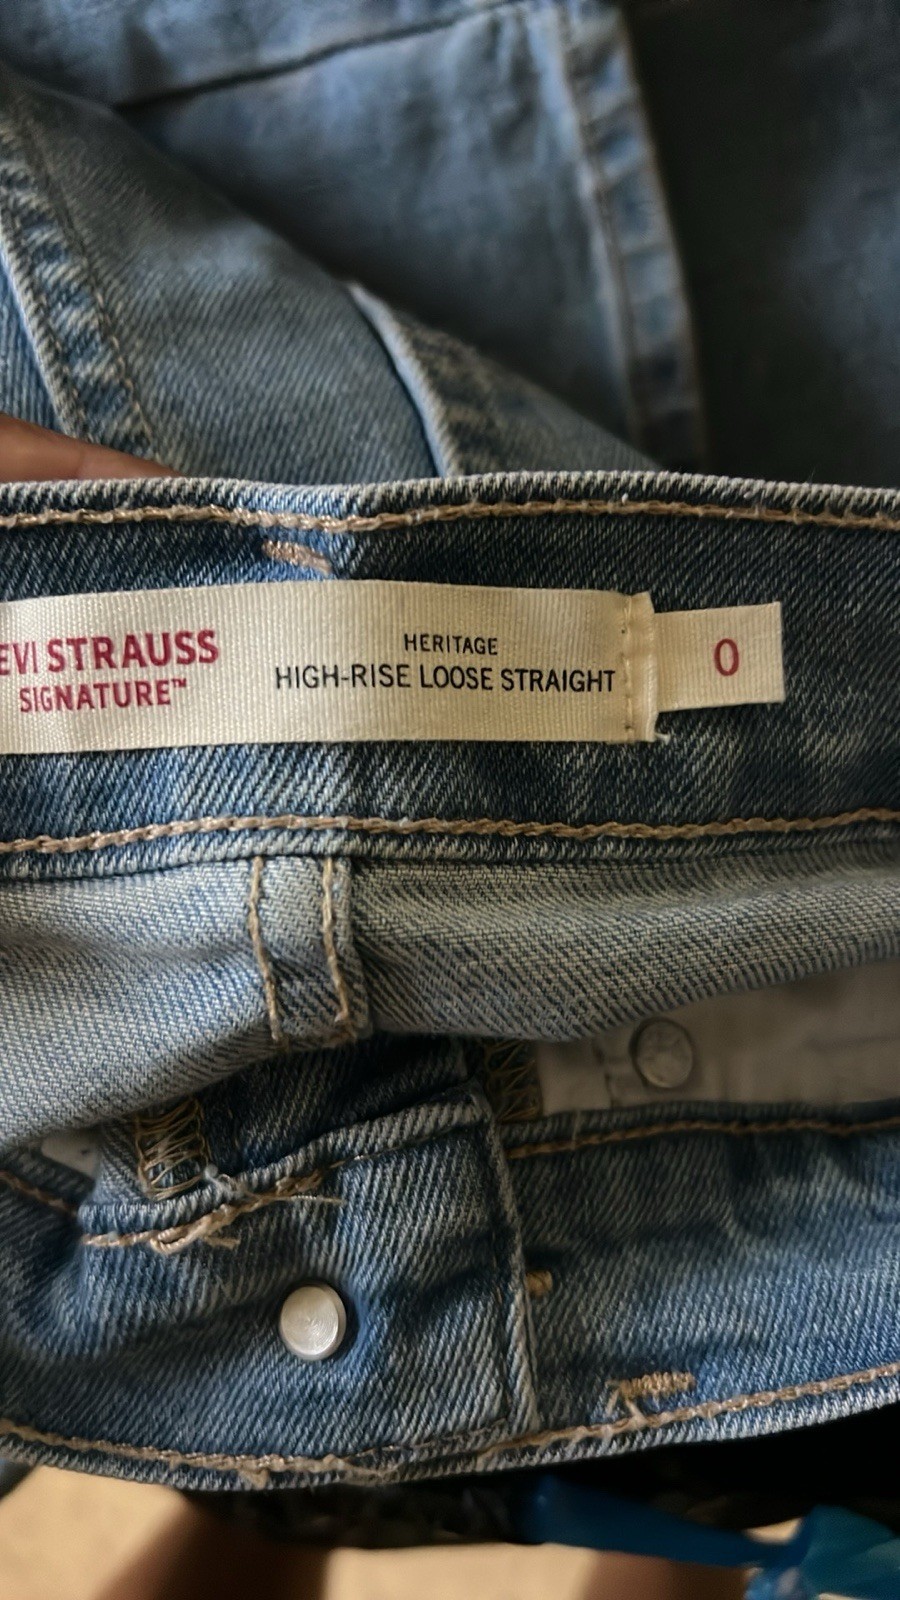 EVI STRAUSS
SIGNATURE™
HERITAGE
HIGH-RISE LOOSE STRAIGHT
0